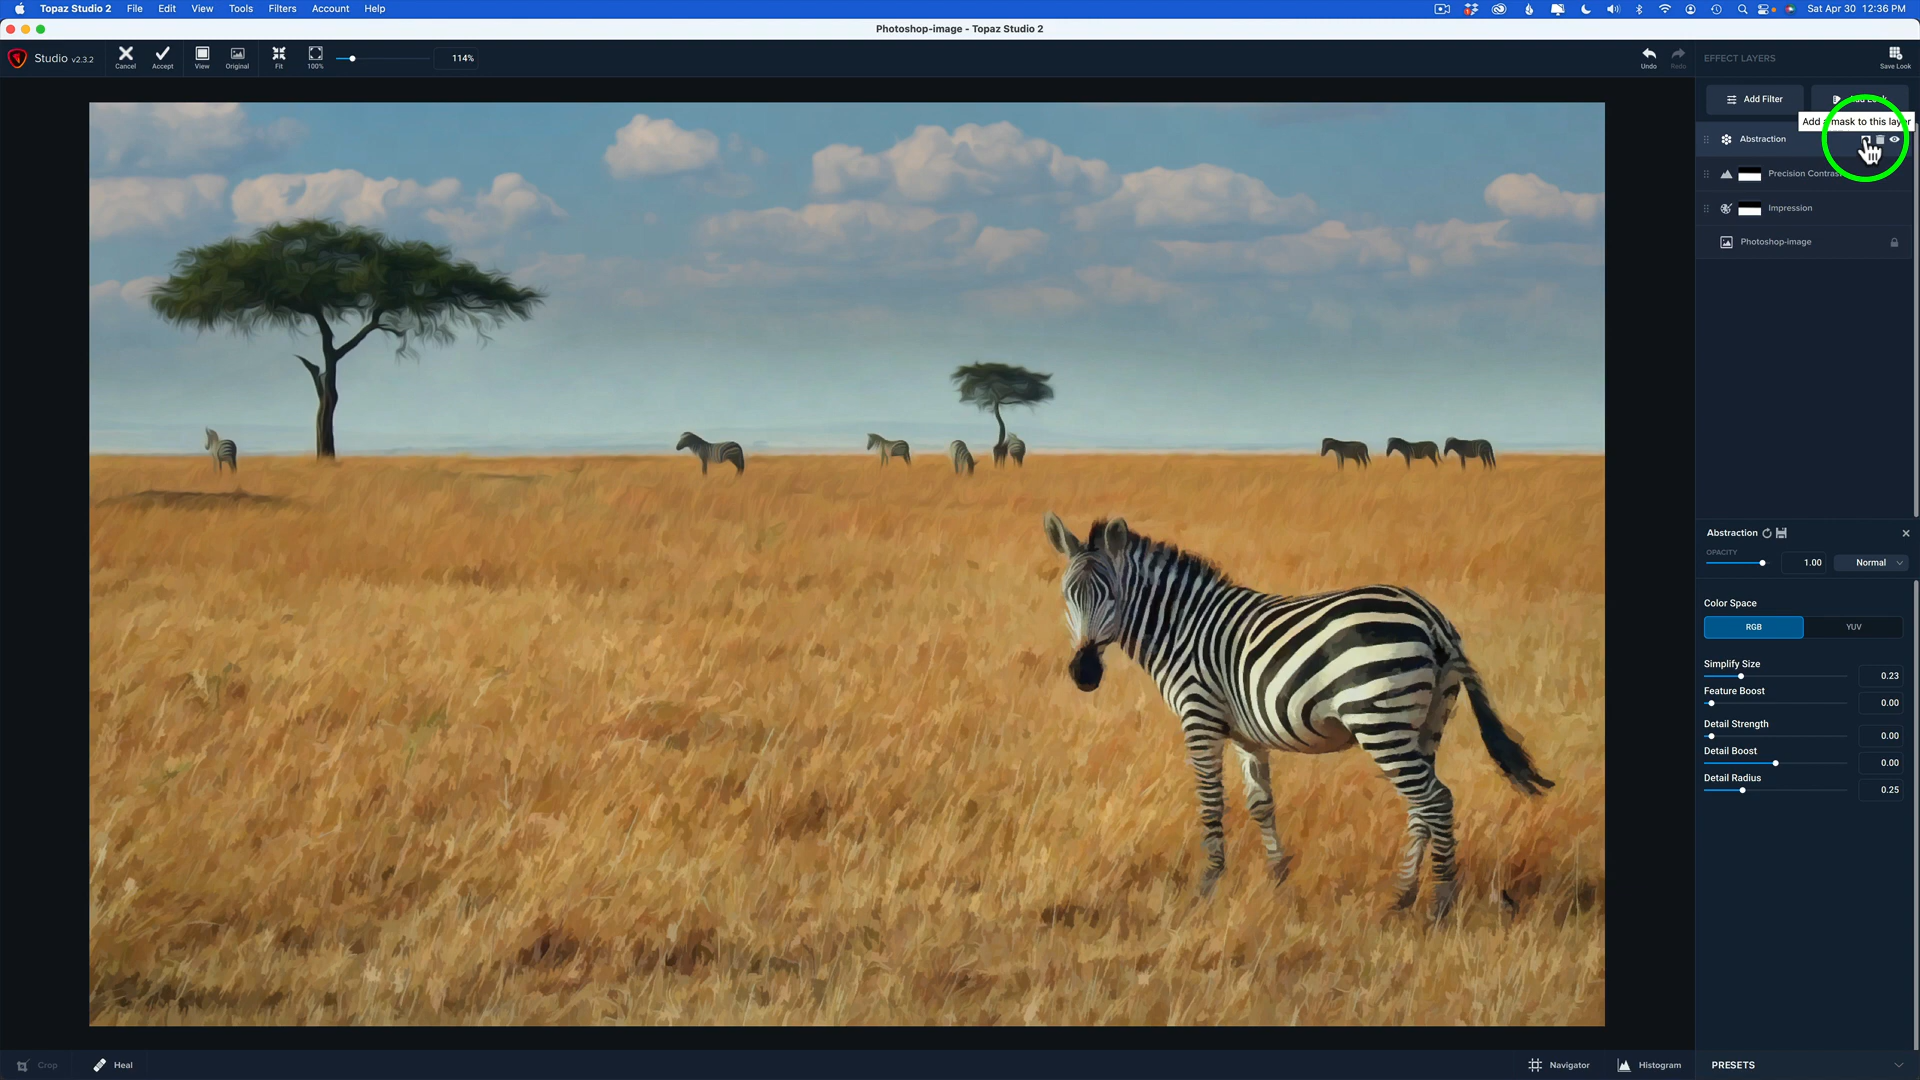 Topaz Studio 2 File Edit View Tools Filters Account Help Sat Apr 30 12:36 PM
Photoshop-image - Topaz Studio 2
Studio v2.3.2 Cancel Accept View Original Fit 100% 114% Undo Redo EFFECT LAYERS Save Look
Add Filter
Add a mask to this layer
Abstraction
Precision Contrast
Impression
Photoshop-image
Abstraction
OPACITY 1.00 Normal
Color Space
RGB YUV
Simplify Size 0.23
Feature Boost 0.00
Detail Strength 0.00
Detail Boost 0.00
Detail Radius 0.25
Crop Heal Navigator Histogram PRESETS